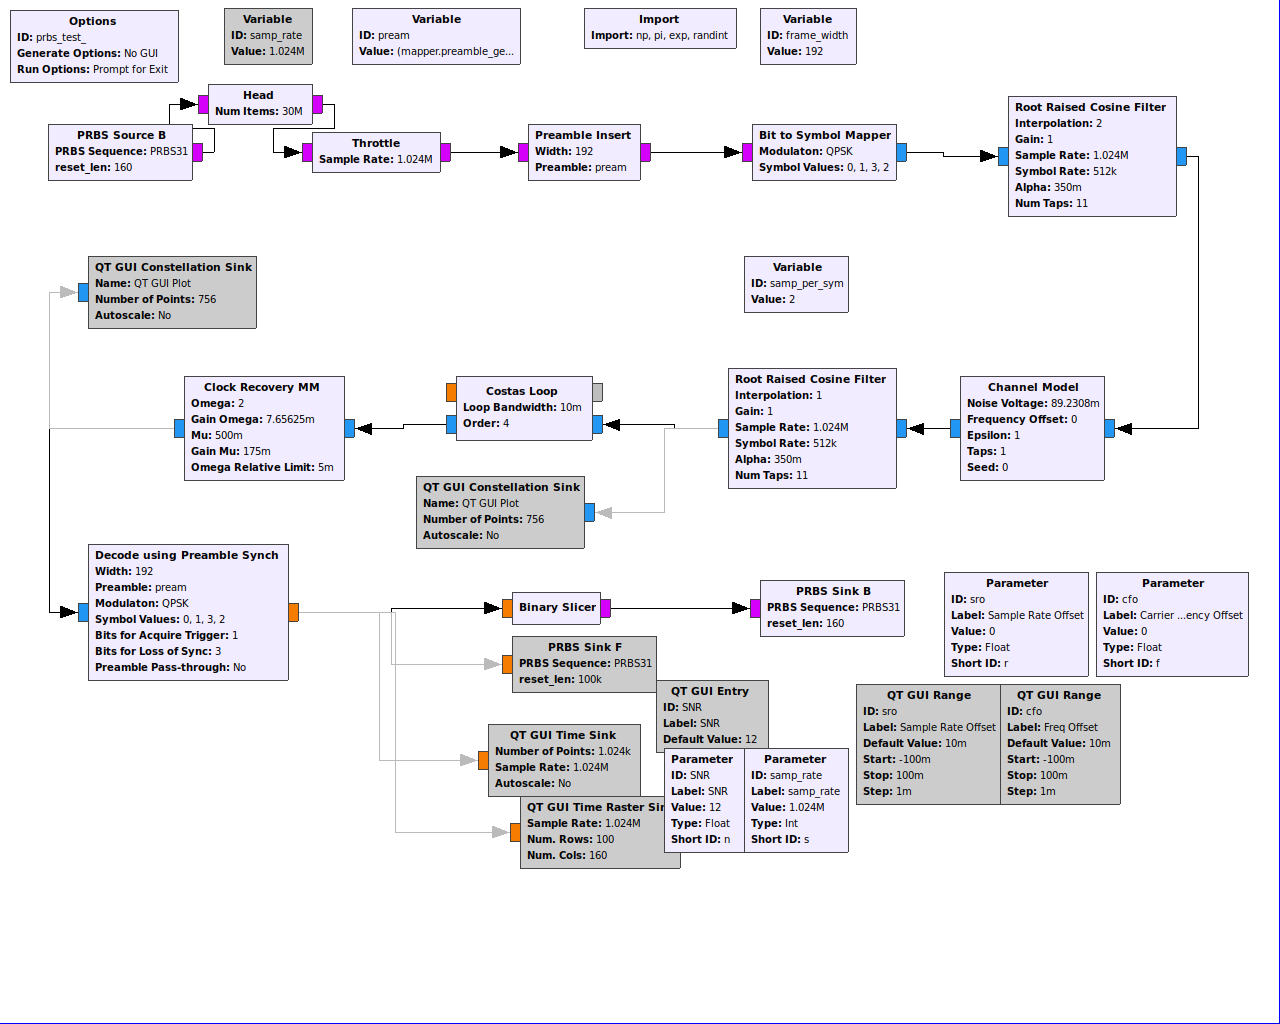 Options
ID: prbs_test_
Generate Options: No GUI
Run Options: Prompt for Exit
Variable
ID: samp_rate
Value: 1.024M
Variable
ID: pream
Value: (mapper.preamble_ge...
Import
Import: np, pi, exp, randint
Variable
ID: frame_width
Value: 192
Head
Num Items: 30M
PRBS Source B
PRBS Sequence: PRBS31
reset_len: 160
Throttle
Sample Rate: 1.024M
Preamble Insert
Width: 192
Preamble: pream
Bit to Symbol Mapper
Modulaton: QPSK
Symbol Values: 0, 1, 3, 2
Root Raised Cosine Filter
Interpolation: 2
Gain: 1
Sample Rate: 1.024M
Symbol Rate: 512k
Alpha: 350m
Num Taps: 11
QT GUI Constellation Sink
Name: QT GUI Plot
Number of Points: 756
Autoscale: No
Variable
ID: samp_per_sym
Value: 2
Clock Recovery MM
Omega: 2
Gain Omega: 7.65625m
Mu: 500m
Gain Mu: 175m
Omega Relative Limit: 5m
Costas Loop
Loop Bandwidth: 10m
Order: 4
Root Raised Cosine Filter
Interpolation: 1
Gain: 1
Sample Rate: 1.024M
Symbol Rate: 512k
Alpha: 350m
Num Taps: 11
Channel Model
Noise Voltage: 89.2308m
Frequency Offset: 0
Epsilon: 1
Taps: 1
Seed: 0
QT GUI Constellation Sink
Name: QT GUI Plot
Number of Points: 756
Autoscale: No
Decode using Preamble Synch
Width: 192
Preamble: pream
Modulaton: QPSK
Symbol Values: 0, 1, 3, 2
Bits for Acquire Trigger: 1
Bits for Loss of Sync: 3
Preamble Pass-through: No
Binary Slicer
PRBS Sink B
PRBS Sequence: PRBS31
reset_len: 160
Parameter
ID: sro
Label: Sample Rate Offset
Value: 0
Type: Float
Short ID: r
Parameter
ID: cfo
Label: Carrier ...ency Offset
Value: 0
Type: Float
Short ID: f
PRBS Sink F
PRBS Sequence: PRBS31
reset_len: 100k
QT GUI Entry
ID: SNR
Label: SNR
Default Value: 12
QT GUI Range
ID: sro
Label: Sample Rate Offset
Default Value: 10m
Start: -100m
Stop: 100m
Step: 1m
QT GUI Range
ID: cfo
Label: Freq Offset
Default Value: 10m
Start: -100m
Stop: 100m
Step: 1m
QT GUI Time Sink
Number of Points: 1.024k
Sample Rate: 1.024M
Autoscale: No
Parameter
ID: SNR
Label: SNR
Value: 12
Type: Float
Short ID: n
Parameter
ID: samp_rate
Label: samp_rate
Value: 1.024M
Type: Int
Short ID: s
QT GUI Time Raster
Sample Rate: 1.024M
Num. Rows: 100
Num. Cols: 160